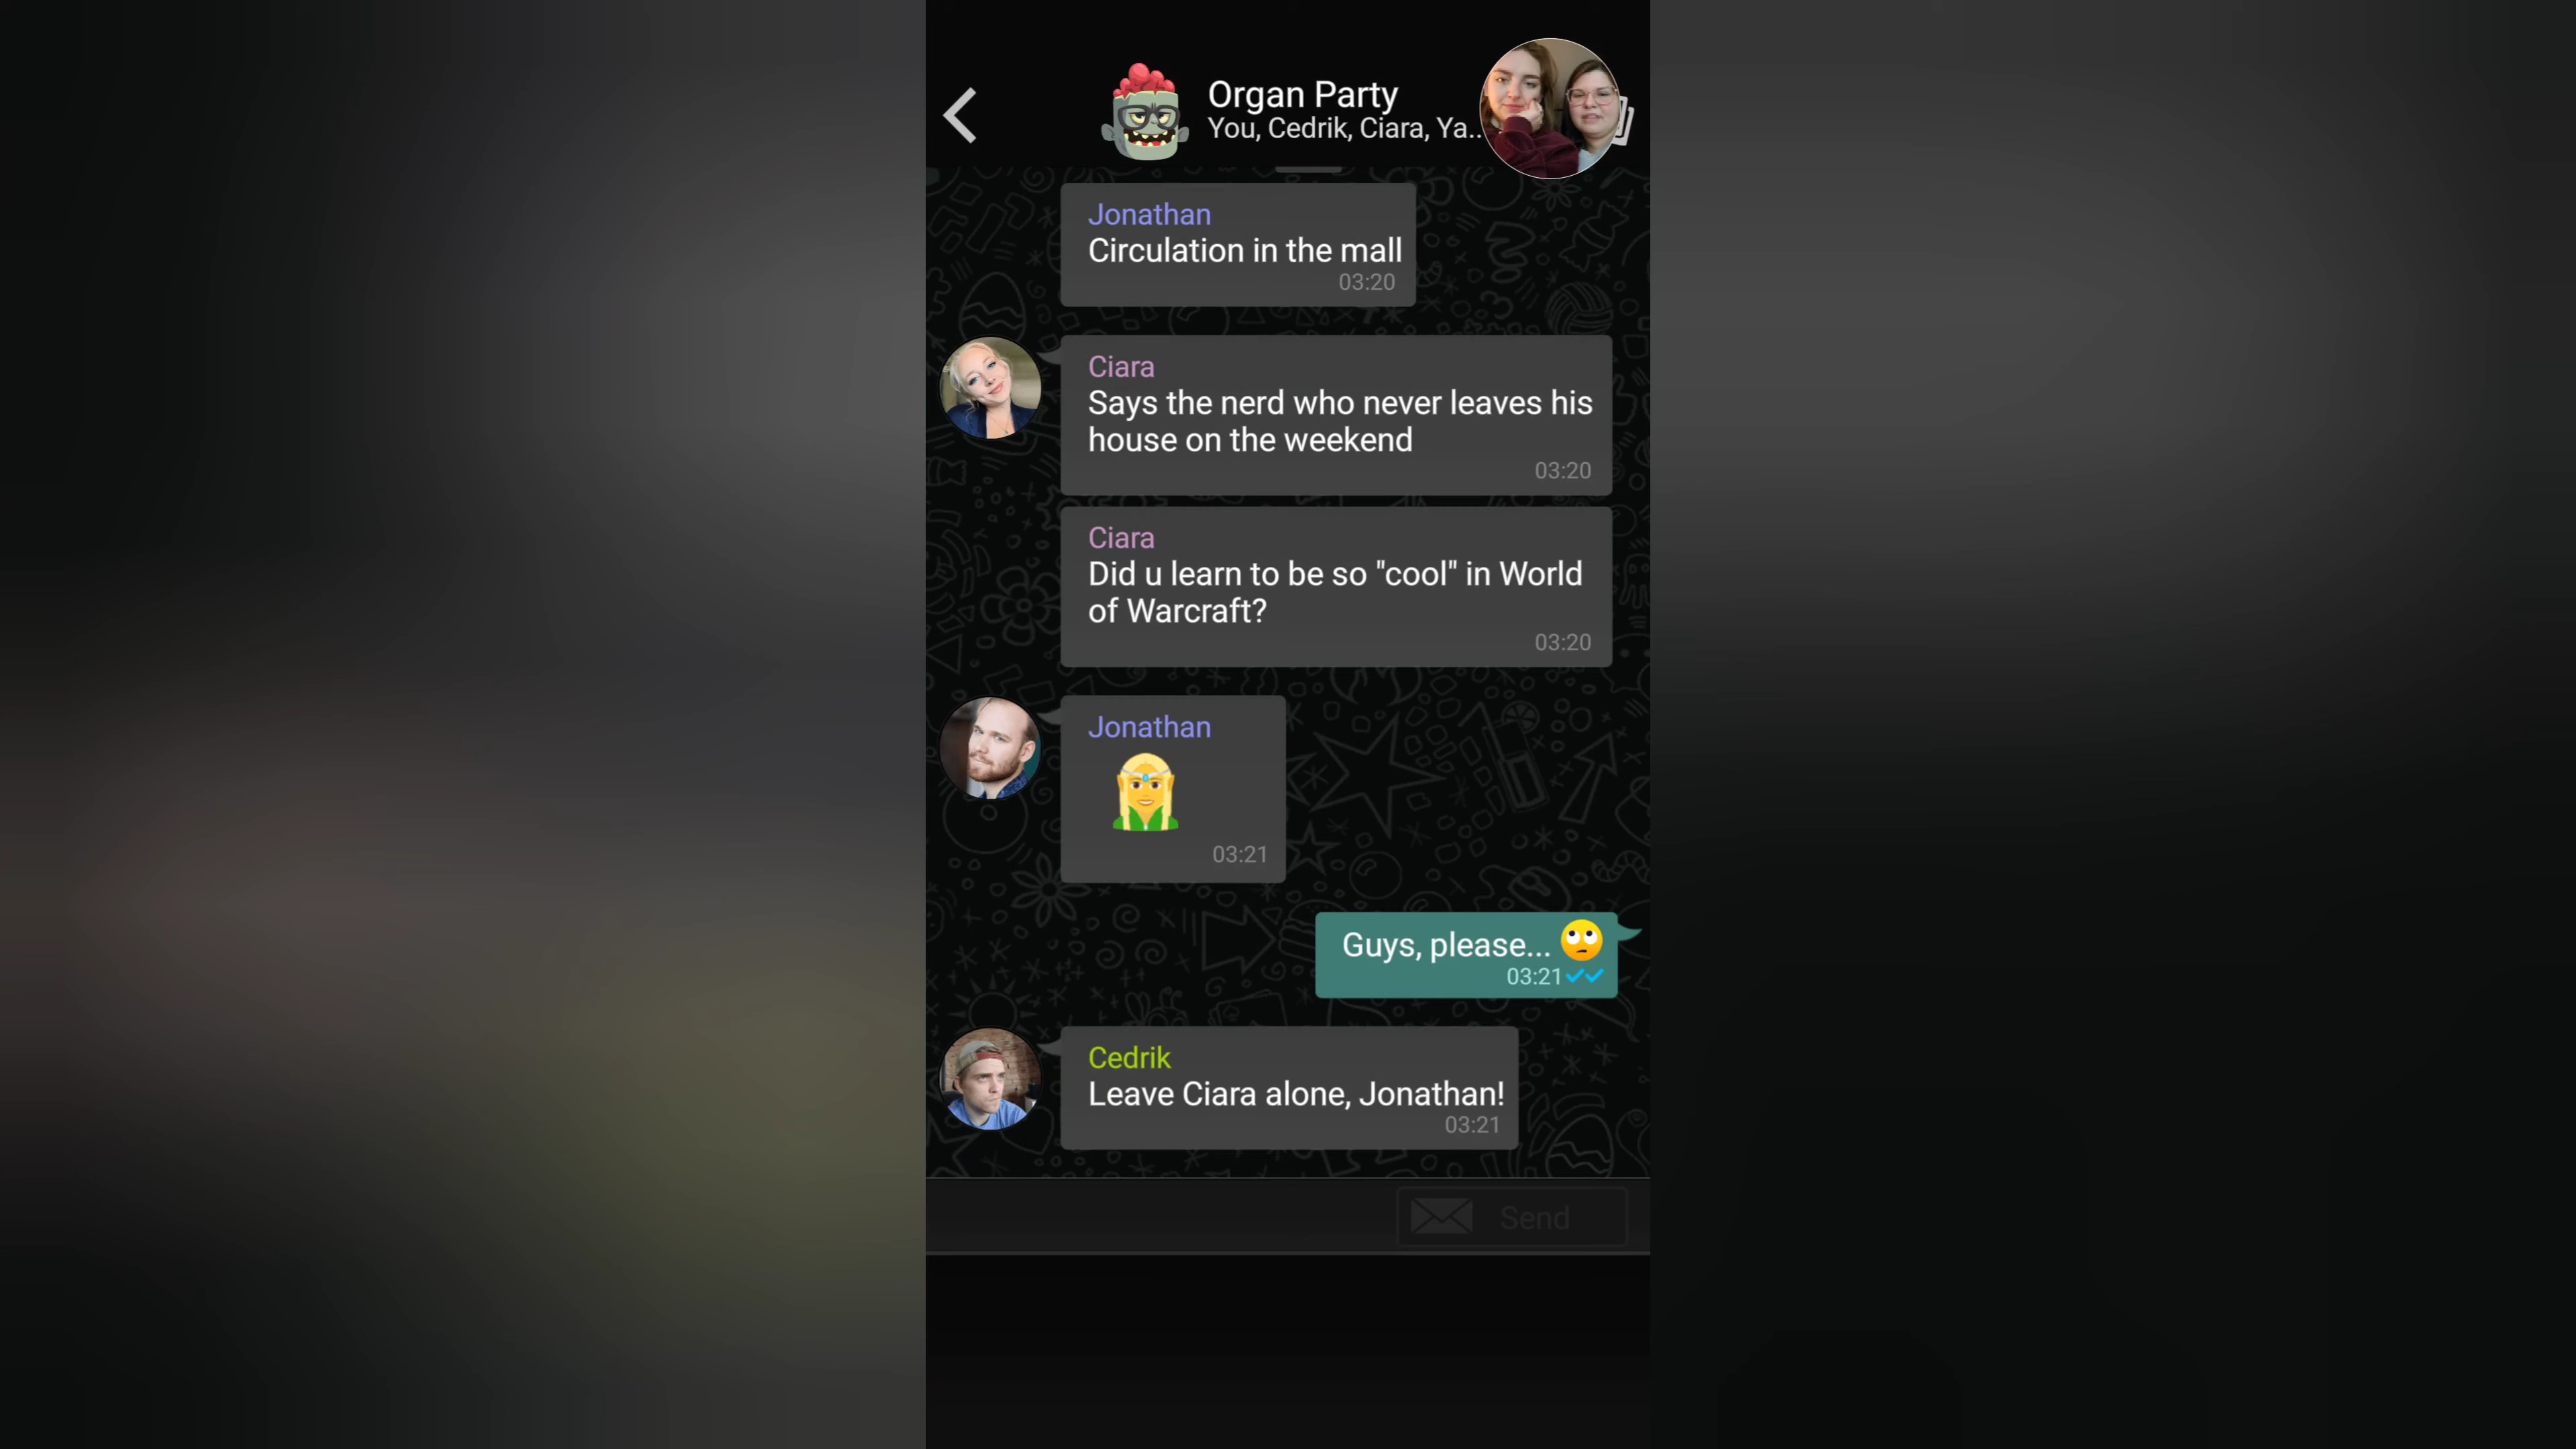 Organ Party
You, Cedrik, Ciara, Ya..
Jonathan
Circulation in the mall
03:20
Ciara
Says the nerd who never leaves his
house on the weekend
03:20
Ciara
Did u learn to be so "cool" in World
of Warcraft?
03:20
Jonathan
03:21
Guys, please... 🙄
03:21
Cedrik
Leave Ciara alone, Jonathan!
03:21
Send